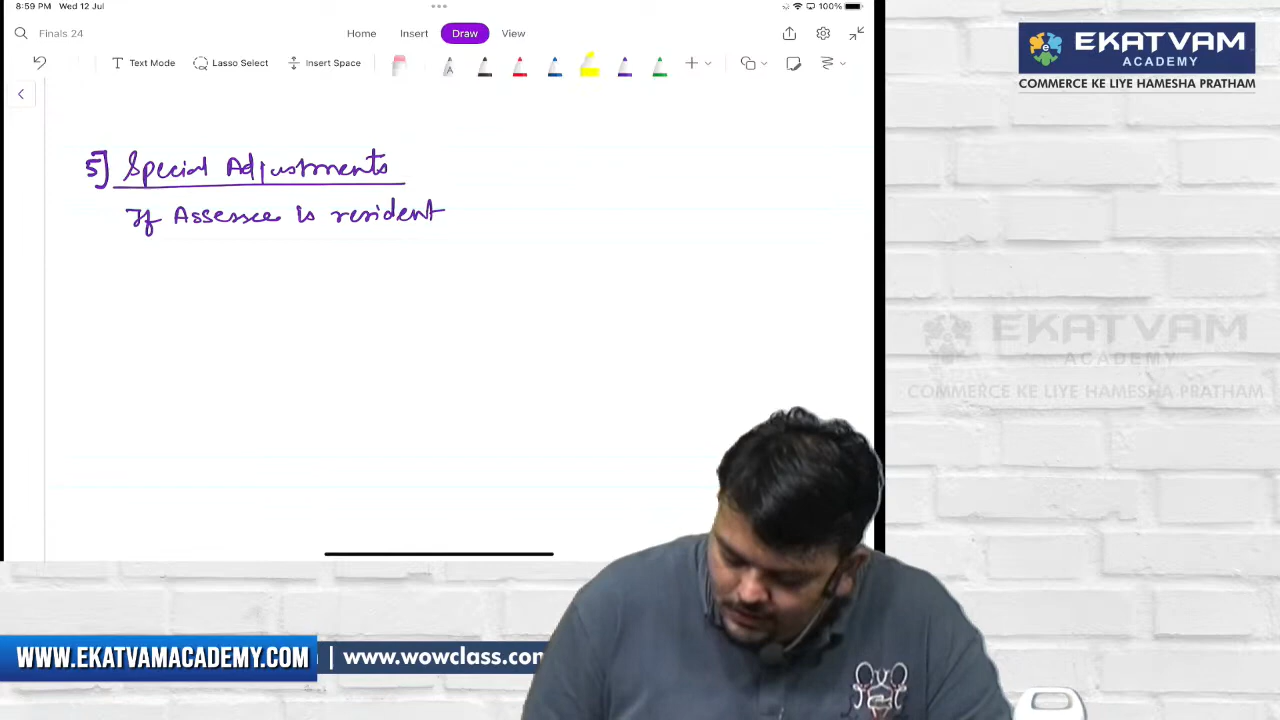 8:59 PM Wed 12 Jul
100%
Finals 24
Home Insert Draw View
Text Mode Lasso Select Insert Space
EKATVAM
ACADEMY
COMMERCE KE LIYE HAMESHA PRATHAM
5] Special Adjustments
If Assessee is resident
EKATVAM
ACADEMY
COMMERCE KE LIYE HAMESHA PRATHAM
WWW.EKATVAMACADEMY.COM
www.wowclass.com